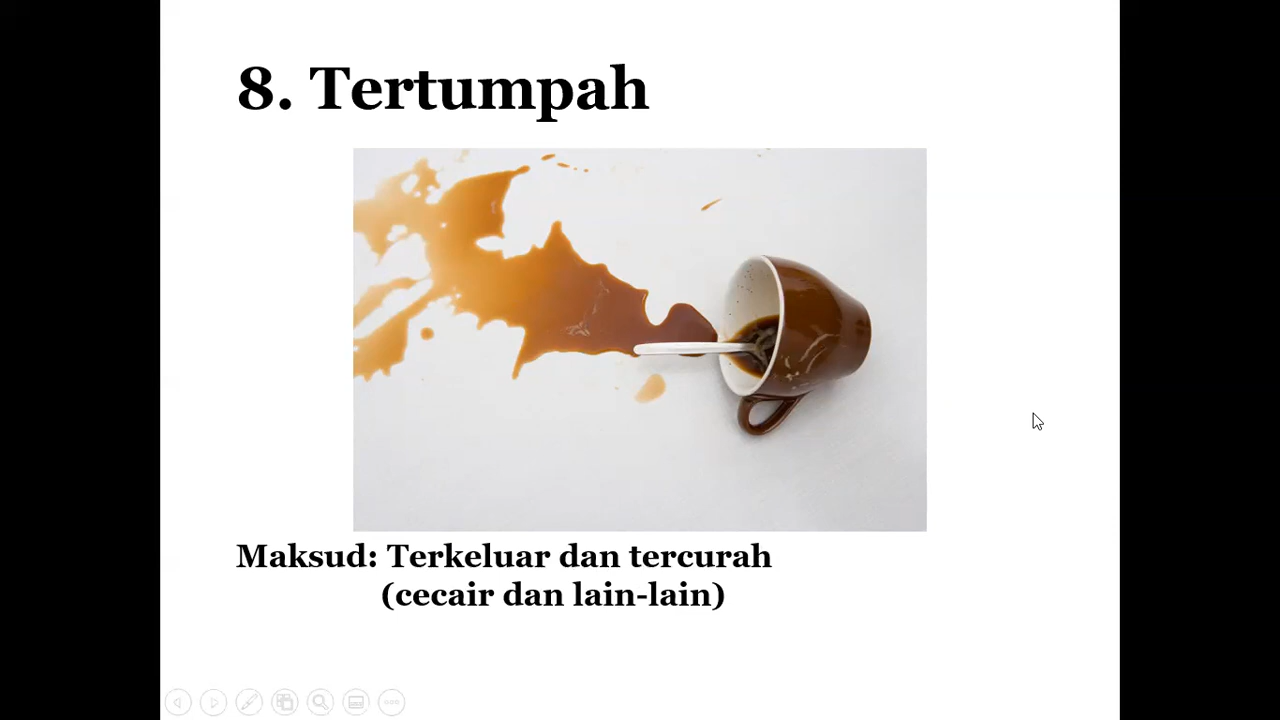 8. Tertumpah
Maksud: Terkeluar dan tercurah
(cecair dan lain-lain)